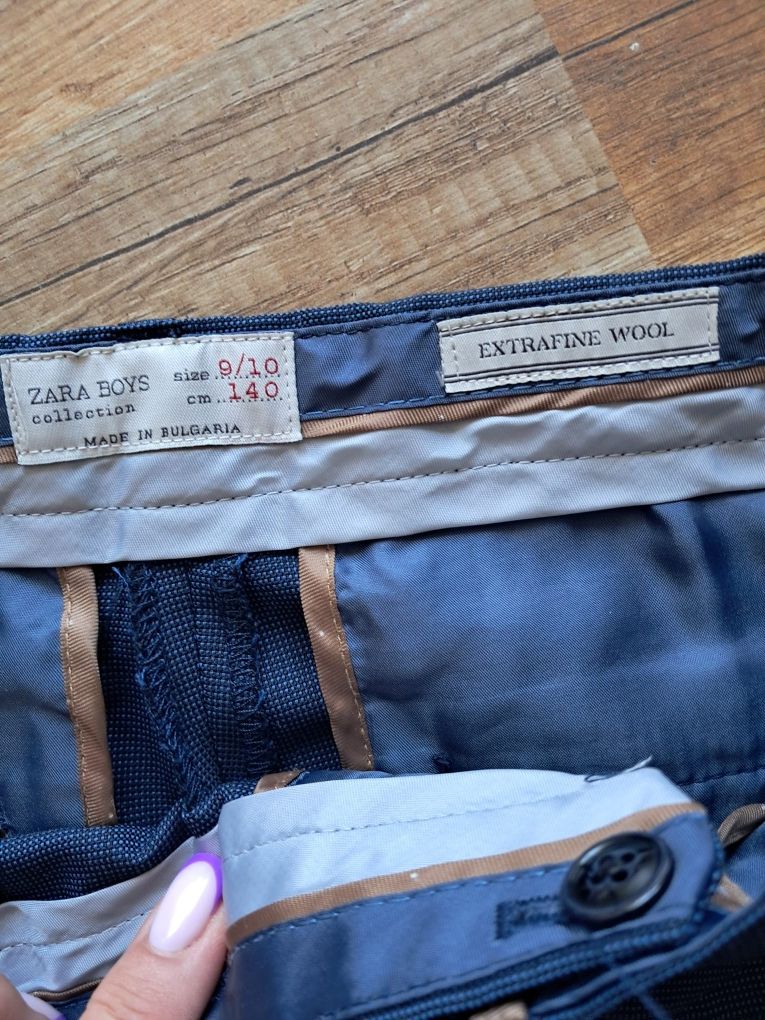 ZARA BOYS
collection
size 9/10
cm 140
MADE IN BULGARIA
EXTRAFINE WOOL